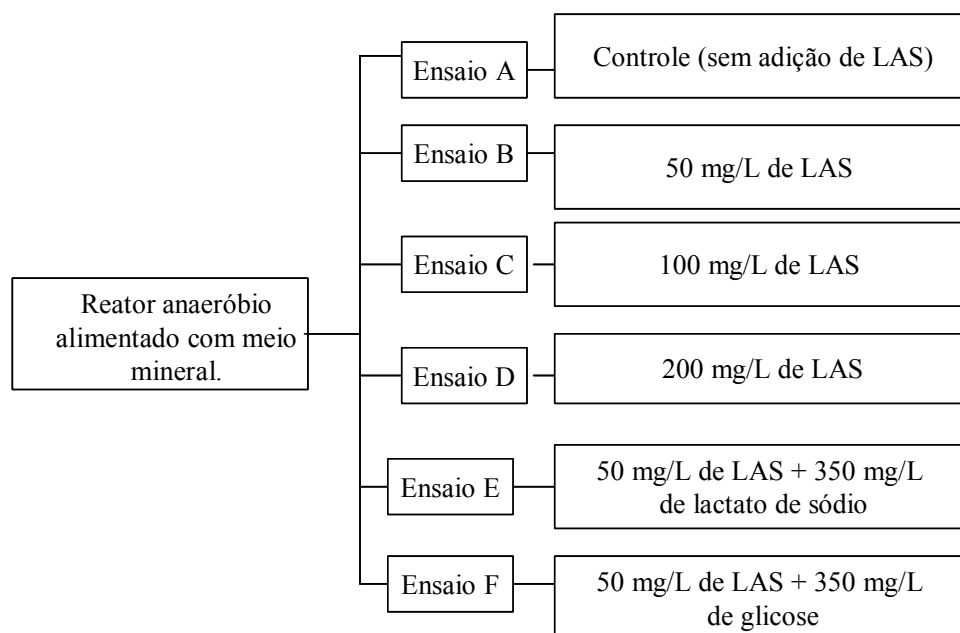 Ensaio A
Controle (sem adição de LAS)
Ensaio B
50 mg/L de LAS
Ensaio C
100 mg/L de LAS
Reator anaeróbio
alimentado com meio
mineral.
Ensaio D
200 mg/L de LAS
Ensaio E
50 mg/L de LAS + 350 mg/L
de lactato de sódio
Ensaio F
50 mg/L de LAS + 350 mg/L
de glicose